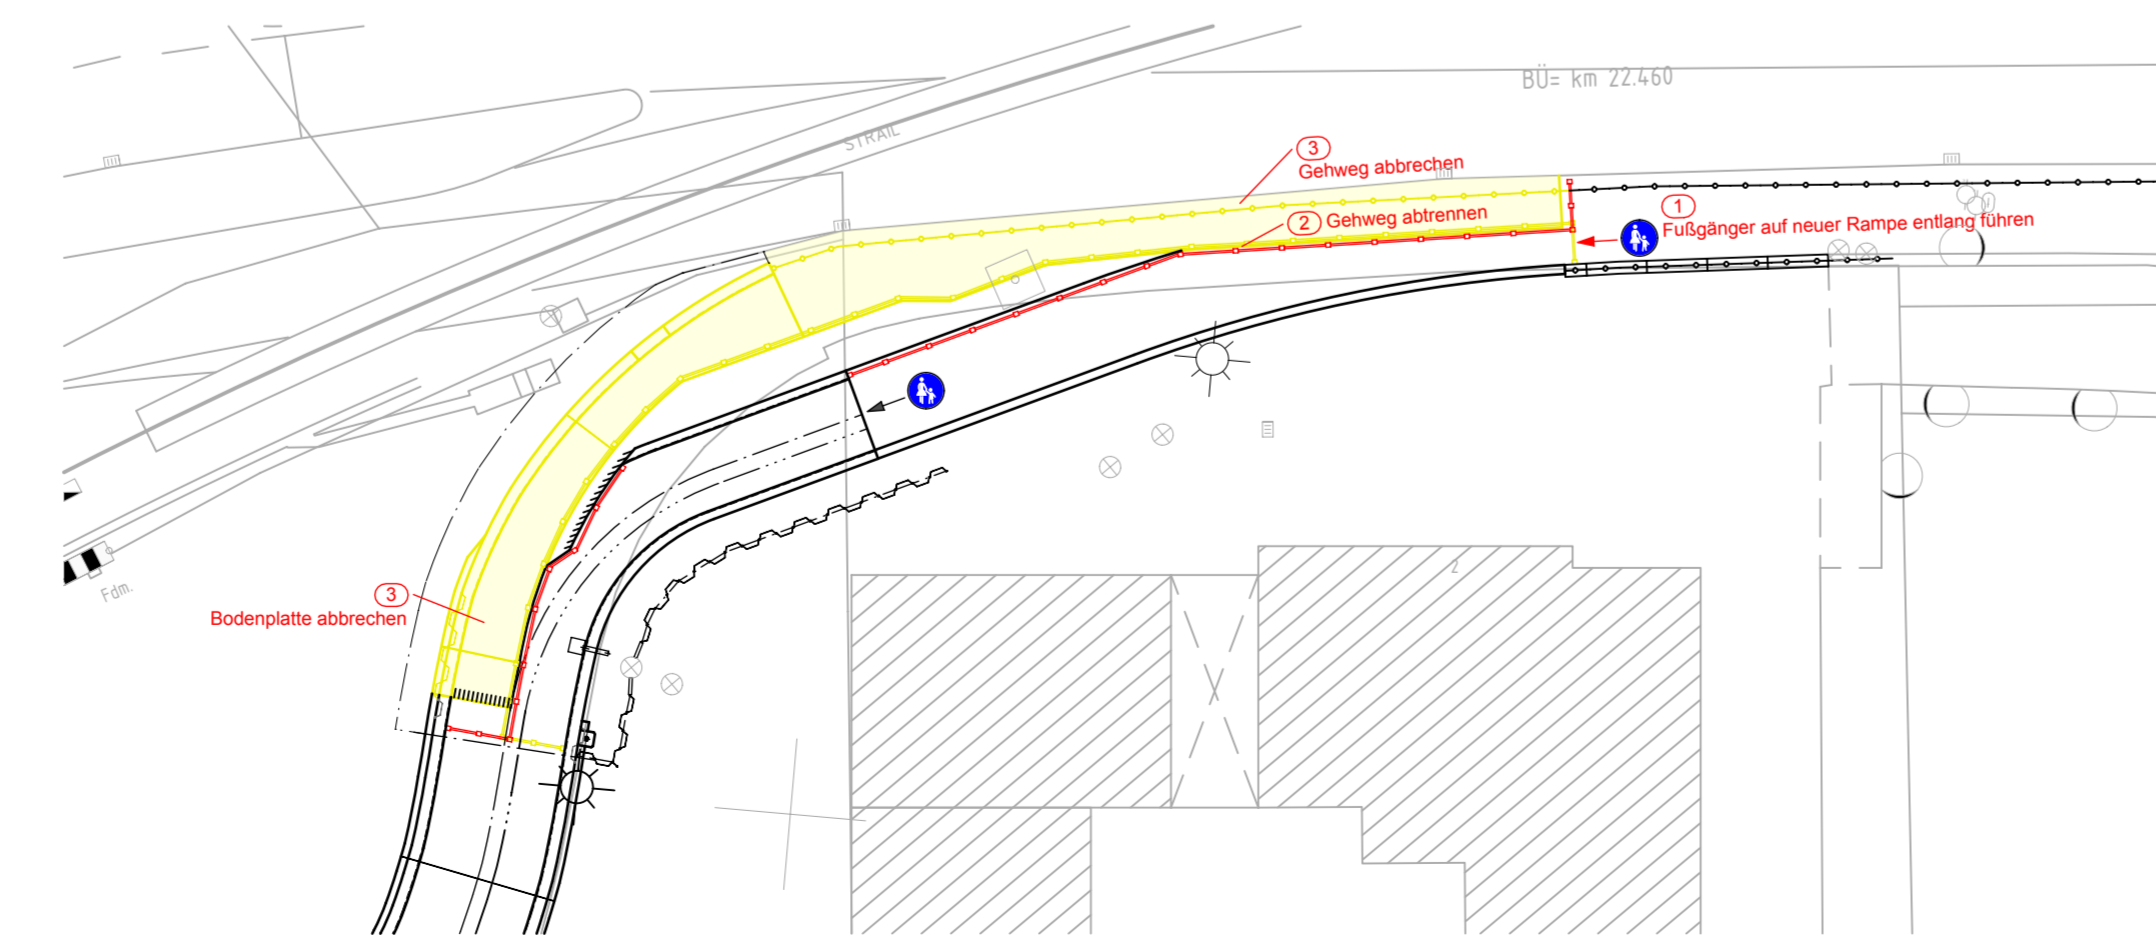 BÜ= km 22.460
STRAIL
3
Gehweg abbrechen
2 Gehweg abtrennen
1
Fußgänger auf neuer Rampe entlang führen
2
3
Bodenplatte abbrechen
Fdm.